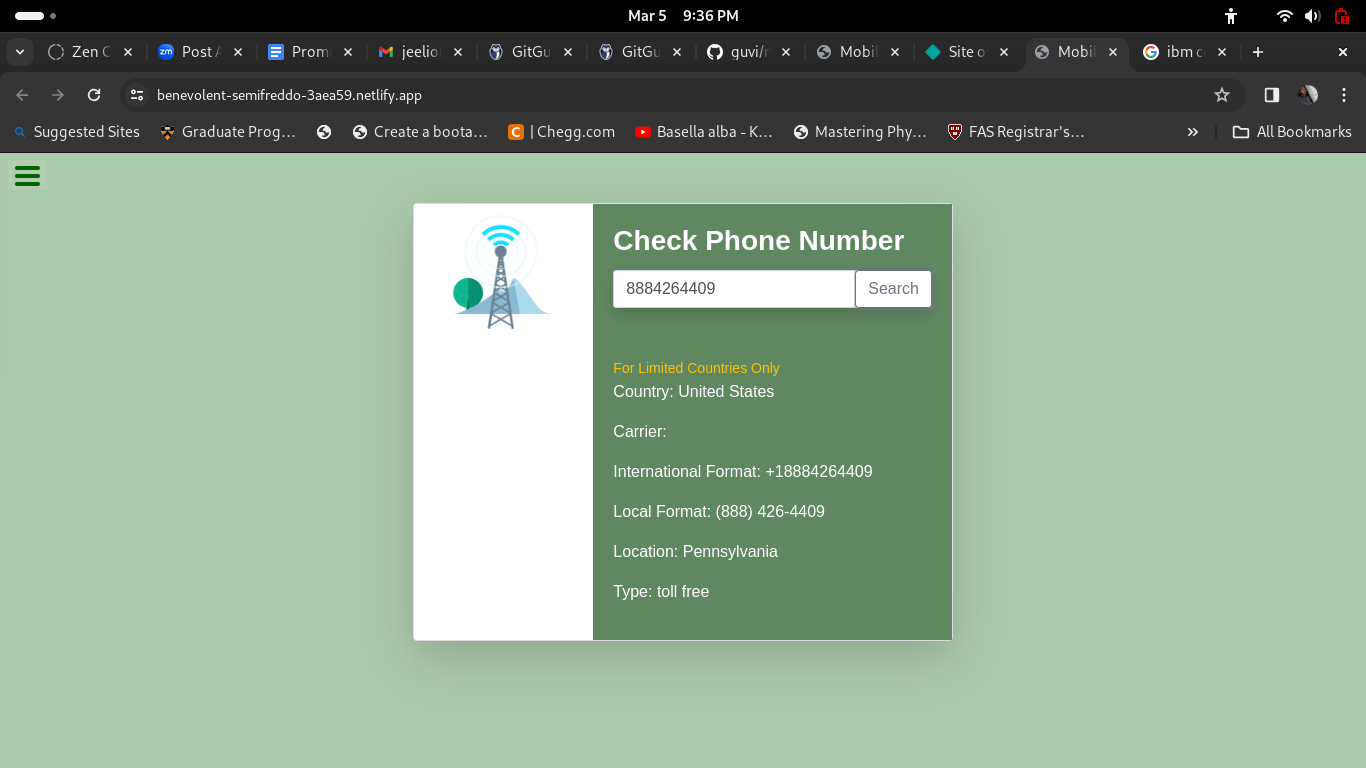 Mar 5 9:36 PM
Zen C
zm
Post A
Promi
jeelior
GitGu
GitGu
guvi/r
Mobil
Site o
Mobil
ibm c
benevolent-semifreddo-3aea59.netlify.app
Suggested Sites
Graduate Prog...
Create a boota...
| Chegg.com
Basella alba - K...
Mastering Phy...
FAS Registrar's...
All Bookmarks
Check Phone Number
8884264409 Search
For Limited Countries Only
Country: United States
Carrier:
International Format: +18884264409
Local Format: (888) 426-4409
Location: Pennsylvania
Type: toll free